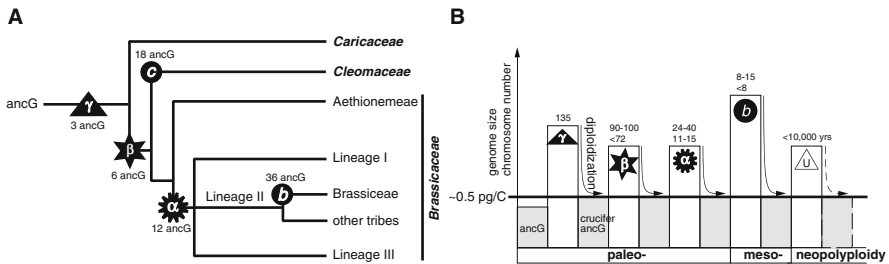 A
ancG
γ
3 ancG
β
6 ancG
18 ancG
c
α
12 ancG
Lineage II
36 ancG
b
Caricaceae
Cleomaceae
Aethionemeae
Lineage I
Brassiceae
other tribes
Lineage III
Brassicaceae
B
genome size
chromosome number
~0.5 pg/C
ancG
135
γ
diploidization
crucifer
ancG
90-100
<72
β
24-40
11-15
α
8-15
<8
b
<10,000 yrs
U
paleo-
meso-
neopolyploidy